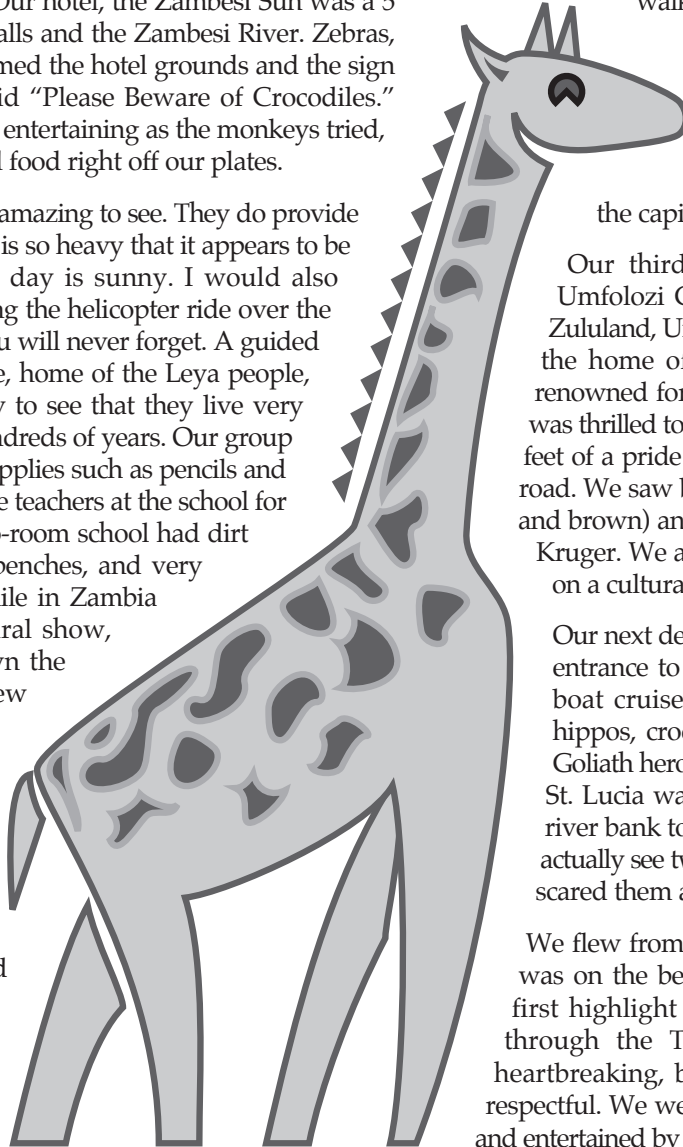 Our hotel, the Zambesi Sun was a 5
alls and the Zambesi River. Zebras,
med the hotel grounds and the sign
id “Please Beware of Crocodiles.”
entertaining as the monkeys tried,
l food right off our plates.
amazing to see. They do provide
is so heavy that it appears to be
day is sunny. I would also
ng the helicopter ride over the
u will never forget. A guided
e, home of the Leya people,
y to see that they live very
ndreds of years. Our group
pplies such as pencils and
e teachers at the school for
o-room school had dirt
benches, and very
ile in Zambia
ral show,
vn the
ew
d
walk
the capi
Our third
Umfolozi G
Zululand, U
the home o
renowned for
was thrilled to
feet of a pride
road. We saw b
and brown) an
Kruger. We a
on a cultura
Our next de
entrance to
boat cruise
hippos, croc
Goliath hero
St. Lucia wa
river bank to
actually see tw
scared them a
We flew from
was on the be
first highlight
through the T
heartbreaking, b
respectful. We we
and entertained by